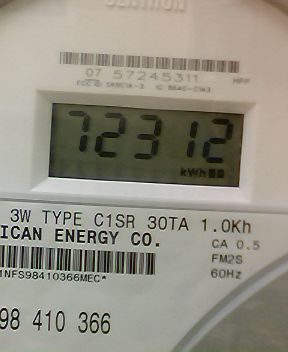 CENTRON
07 57245311
72312
kWh
3W TYPE C1SR 30TA 1.0Kh
ICAN ENERGY CO.
CA 0.5
FM2S
60Hz
1NFS98410366MEC*
98 410 366